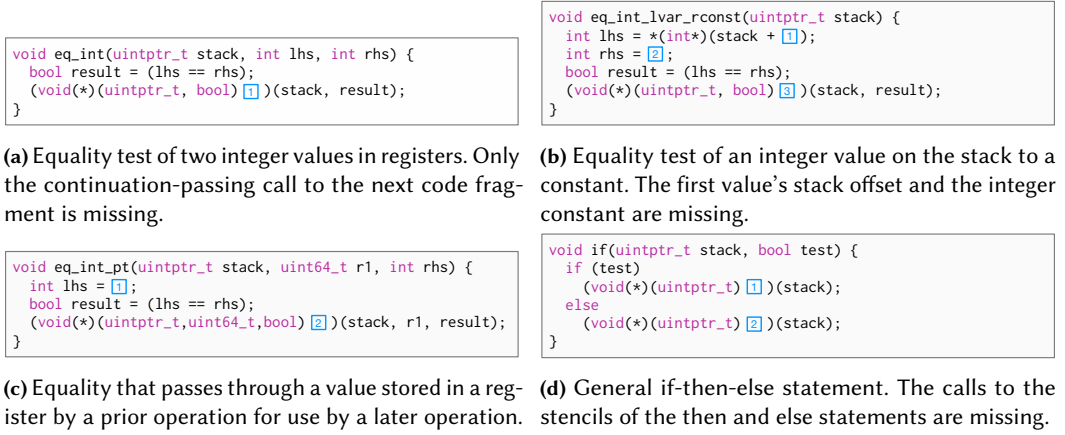 void eq_int(uintptr_t stack, int lhs, int rhs) {
  bool result = (lhs == rhs);
  (void(*)(uintptr_t, bool) 1 )(stack, result);
}
(a) Equality test of two integer values in registers. Only
the continuation-passing call to the next code frag-
ment is missing.
void eq_int_lvar_rconst(uintptr_t stack) {
  int lhs = *(int*)(stack + 1 );
  int rhs = 2 ;
  bool result = (lhs == rhs);
  (void(*)(uintptr_t, bool) 3 )(stack, result);
}
(b) Equality test of an integer value on the stack to a
constant. The first value's stack offset and the integer
constant are missing.
void eq_int_pt(uintptr_t stack, uint64_t r1, int rhs) {
  int lhs = 1 ;
  bool result = (lhs == rhs);
  (void(*)(uintptr_t,uint64_t,bool) 2 )(stack, r1, result);
}
(c) Equality that passes through a value stored in a reg-
ister by a prior operation for use by a later operation.
void if(uintptr_t stack, bool test) {
  if (test)
    (void(*)(uintptr_t) 1 )(stack);
  else
    (void(*)(uintptr_t) 2 )(stack);
}
(d) General if-then-else statement. The calls to the
stencils of the then and else statements are missing.